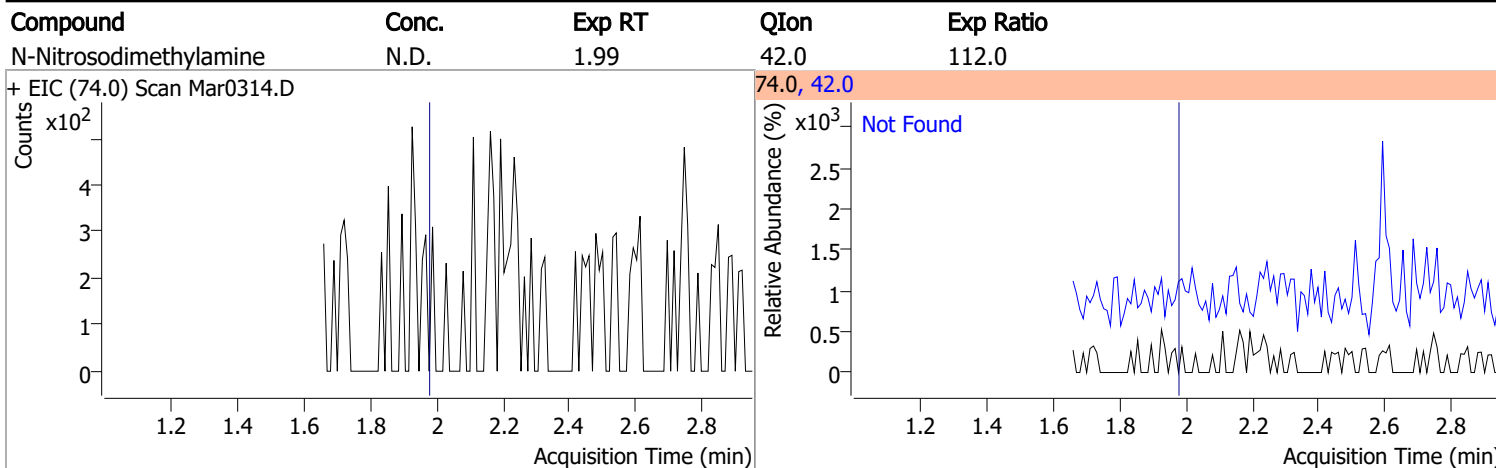 Compound Conc. Exp RT QIon Exp Ratio
N-Nitrosodimethylamine N.D. 1.99 42.0 112.0
+ EIC (74.0) Scan Mar0314.D
Counts
x10²
4
3
2
1
0
1.2 1.4 1.6 1.8 2 2.2 2.4 2.6 2.8
Acquisition Time (min)
74.0, 42.0
Relative Abundance (%)
x10³
Not Found
2.5
2
1.5
1
0.5
0
1.2 1.4 1.6 1.8 2 2.2 2.4 2.6 2.8
Acquisition Time (min)